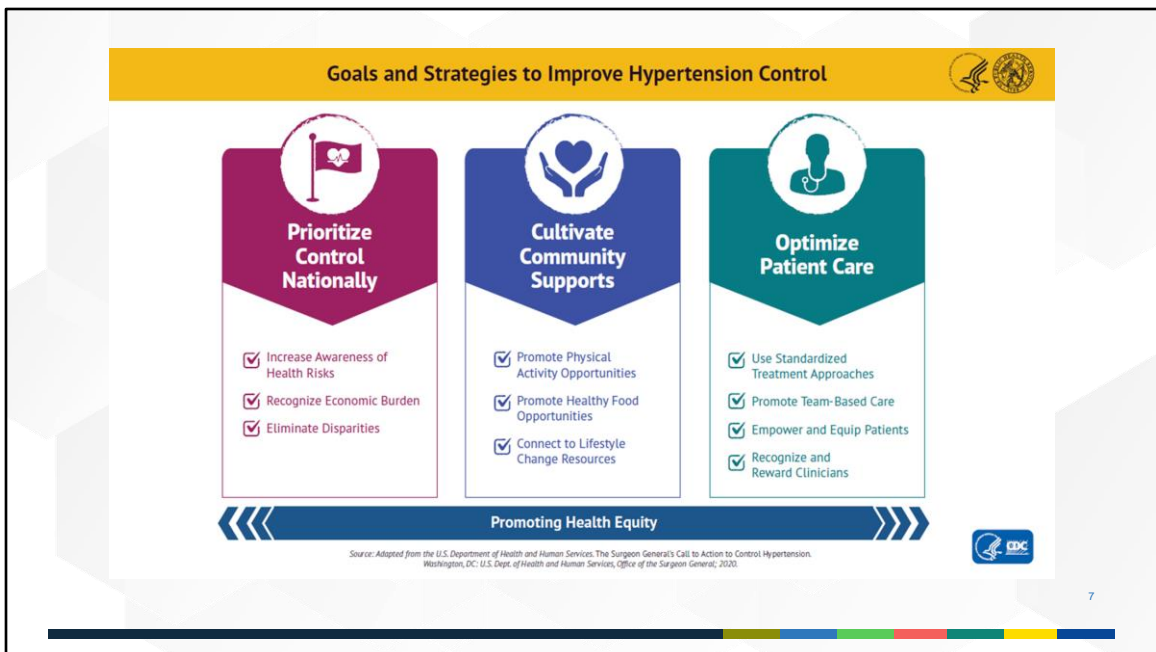 Goals and Strategies to Improve Hypertension Control
Prioritize
Control
Nationally
Increase Awareness of
Health Risks
Recognize Economic Burden
Eliminate Disparities
Cultivate
Community
Supports
Promote Physical
Activity Opportunities
Promote Healthy Food
Opportunities
Connect to Lifestyle
Change Resources
Optimize
Patient Care
Use Standardized
Treatment Approaches
Promote Team-Based Care
Empower and Equip Patients
Recognize and
Reward Clinicians
Promoting Health Equity
Source: Adapted from the U.S. Department of Health and Human Services. The Surgeon General's Call to Action to Control Hypertension.
Washington, DC: U.S. Dept. of Health and Human Services, Office of the Surgeon General; 2020.
CDC
7